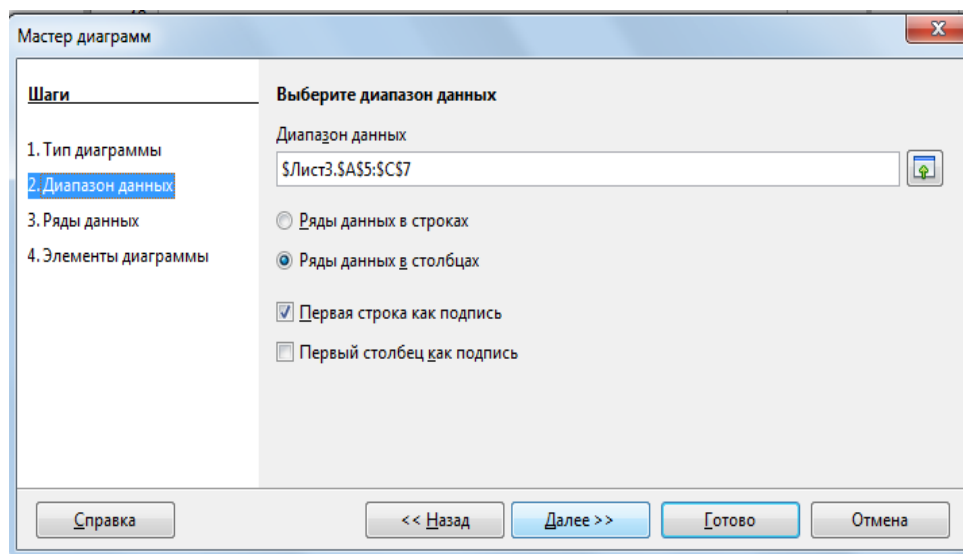 Мастер диаграмм
Шаги
1. Тип диаграммы
2. Диапазон данных
3. Ряды данных
4. Элементы диаграммы
Выберите диапазон данных
Диапазон данных
$Лист3.$A$5:$C$7
Ряды данных в строках
Ряды данных в столбцах
Первая строка как подпись
Первый столбец как подпись
Справка
<< Назад
Далее >>
Готово
Отмена